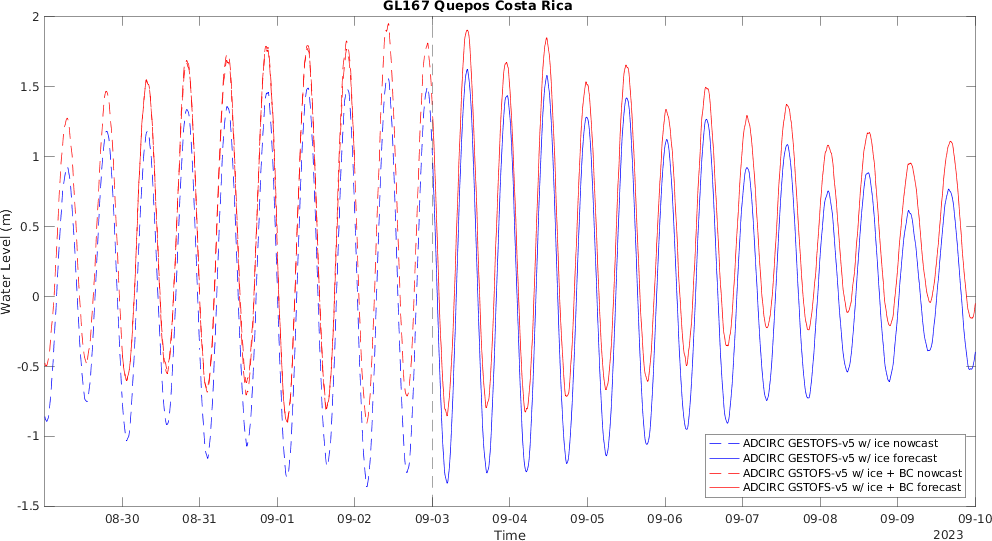 GL167 Quepos Costa Rica
Water Level (m)
2
1.5
1
0.5
0
-0.5
-1
-1.5
ADCIRC GESTOFS-v5 w/ ice nowcast
ADCIRC GESTOFS-v5 w/ ice forecast
ADCIRC GSTOFS-v5 w/ ice + BC nowcast
ADCIRC GSTOFS-v5 w/ ice + BC forecast
08-30 08-31 09-01 09-02 09-03 09-04 09-05 09-06 09-07 09-08 09-09 09-10
Time
2023